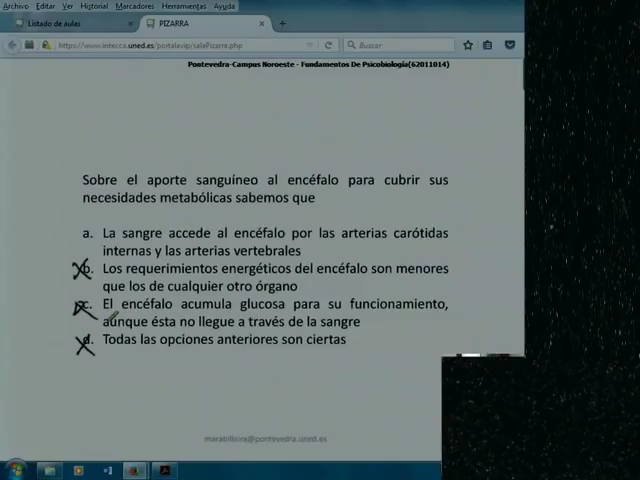 Archivo Editar Ver Historial Marcadores Herramientas Ayuda
Listado de aulas × PIZARRA × +
https://www.intecca.uned.es/portalavip/salaPizarra.php Buscar
Pontevedra-Campus Noroeste - Fundamentos De Psicobiología(62011014)
Sobre el aporte sanguíneo al encéfalo para cubrir sus
necesidades metabólicas sabemos que
a. La sangre accede al encéfalo por las arterias carótidas
internas y las arterias vertebrales
b. Los requerimientos energéticos del encéfalo son menores
que los de cualquier otro órgano
c. El encéfalo acumula glucosa para su funcionamiento,
aunque ésta no llegue a través de la sangre
d. Todas las opciones anteriores son ciertas